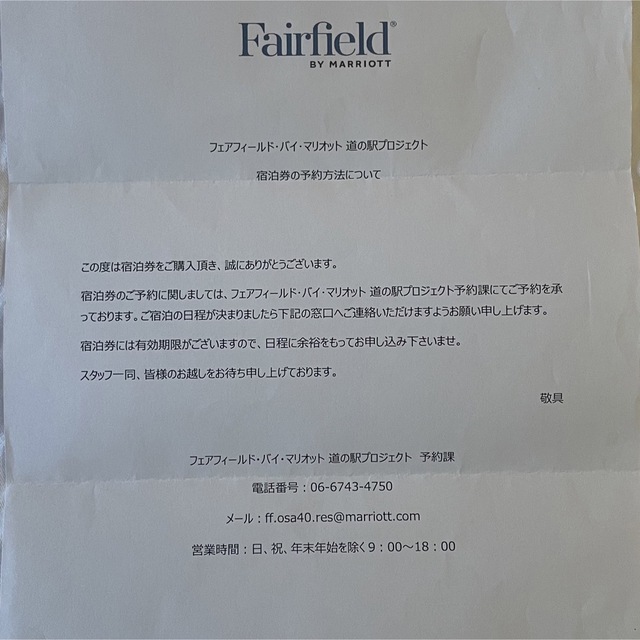 Fairfield®
BY MARRIOTT
フェアフィールド・バイ・マリオット 道の駅プロジェクト
宿泊券の予約方法について
この度は宿泊券をご購入頂き、誠にありがとうございます。
宿泊券のご予約に関しましては、フェアフィールド・バイ・マリオット 道の駅プロジェクト予約課にてご予約を承
っております。ご宿泊の日程が決まりましたら下記の窓口へご連絡いただけますようお願い申し上げます。
宿泊券には有効期限がございますので、日程に余裕をもってお申し込み下さいませ。
スタッフ一同、皆様のお越しをお待ち申し上げております。
敬具
フェアフィールド・バイ・マリオット 道の駅プロジェクト 予約課
電話番号：06-6743-4750
メール：ff.osa40.res@marriott.com
営業時間：日、祝、年末年始を除く９：00～18：00